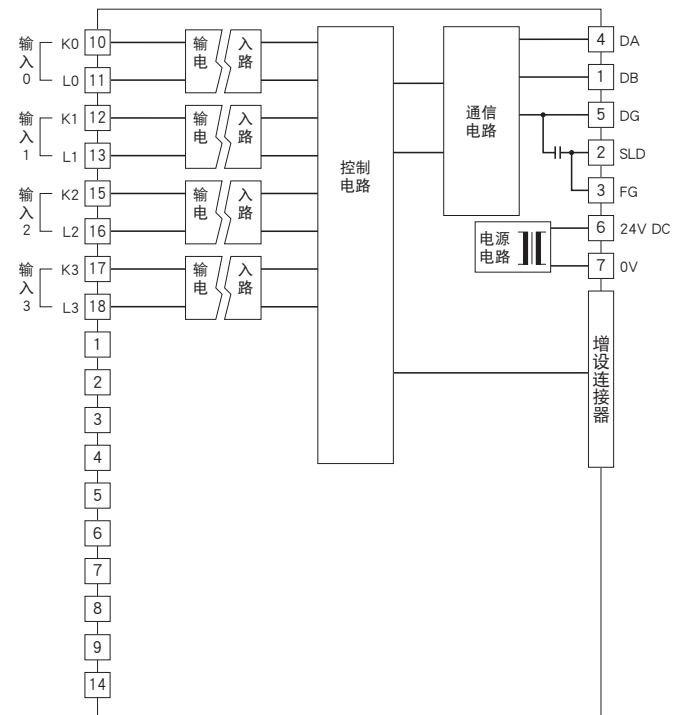 输入0
K0 10
L0 11
输入电路
输入1
K1 12
L1 13
输入电路
输入2
K2 15
L2 16
输入电路
输入3
K3 17
L3 18
输入电路
1
2
3
4
5
6
7
8
9
14
控制
电路
通信
电路
电源
电路
4 DA
1 DB
5 DG
2 SLD
3 FG
6 24V DC
7 0V
增设连接器